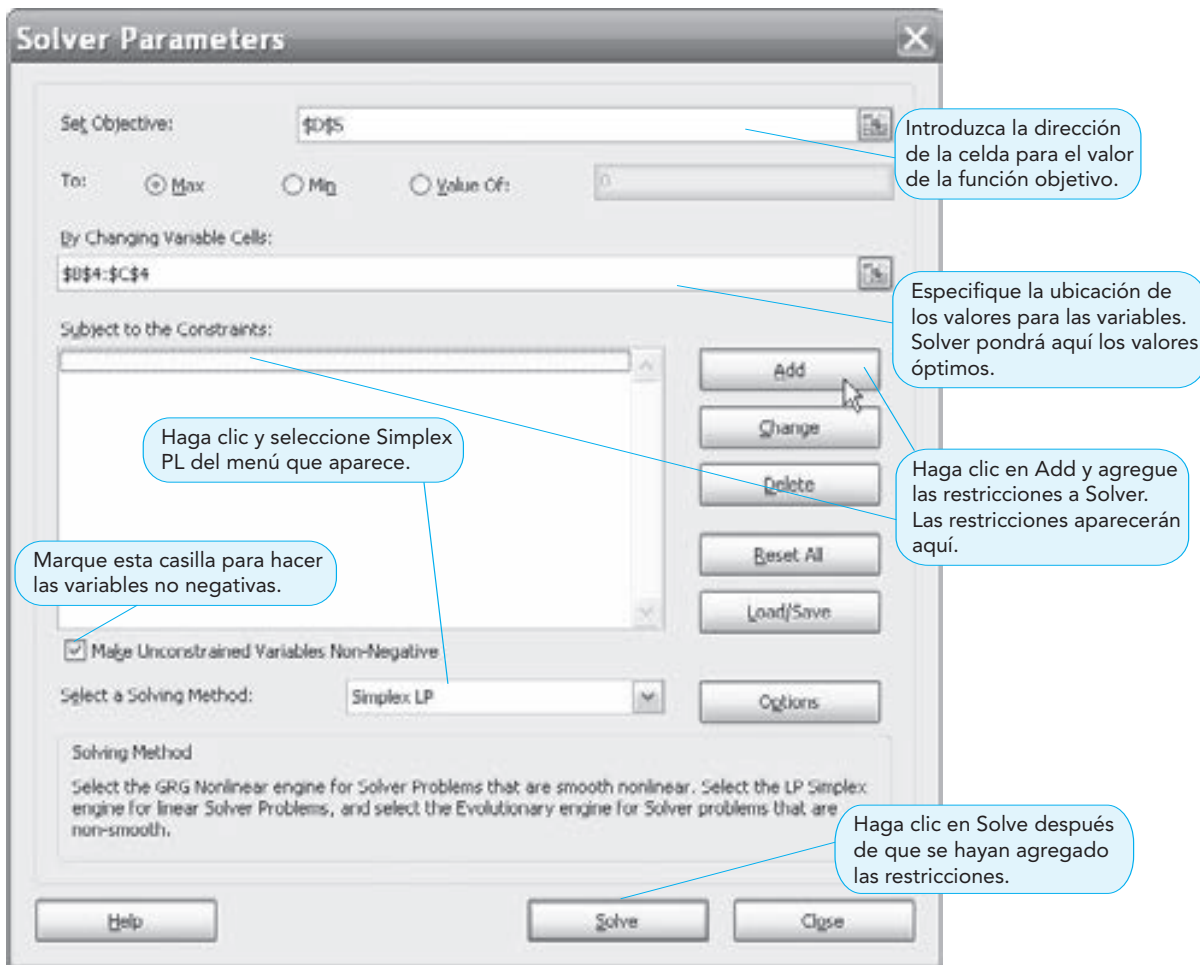 Solver Parameters
Set Objective:
$D$5
Introduzca la dirección
de la celda para el valor
de la función objetivo.
To:
Max
Min
Value Of:
0
By Changing Variable Cells:
$B$4:$C$4
Especifique la ubicación de
los valores para las variables.
Solver pondrá aquí los valores
óptimos.
Subject to the Constraints:
Add
Change
Delete
Reset All
Load/Save
Haga clic y seleccione Simplex
PL del menú que aparece.
Haga clic en Add y agregue
las restricciones a Solver.
Las restricciones aparecerán
aquí.
Marque esta casilla para hacer
las variables no negativas.
Make Unconstrained Variables Non-Negative
Select a Solving Method:
Simplex LP
Options
Solving Method
Select the GRG Nonlinear engine for Solver Problems that are smooth nonlinear. Select the LP Simplex
engine for linear Solver Problems, and select the Evolutionary engine for Solver problems that are
non-smooth.
Haga clic en Solve después
de que se hayan agregado
las restricciones.
Help
Solve
Close